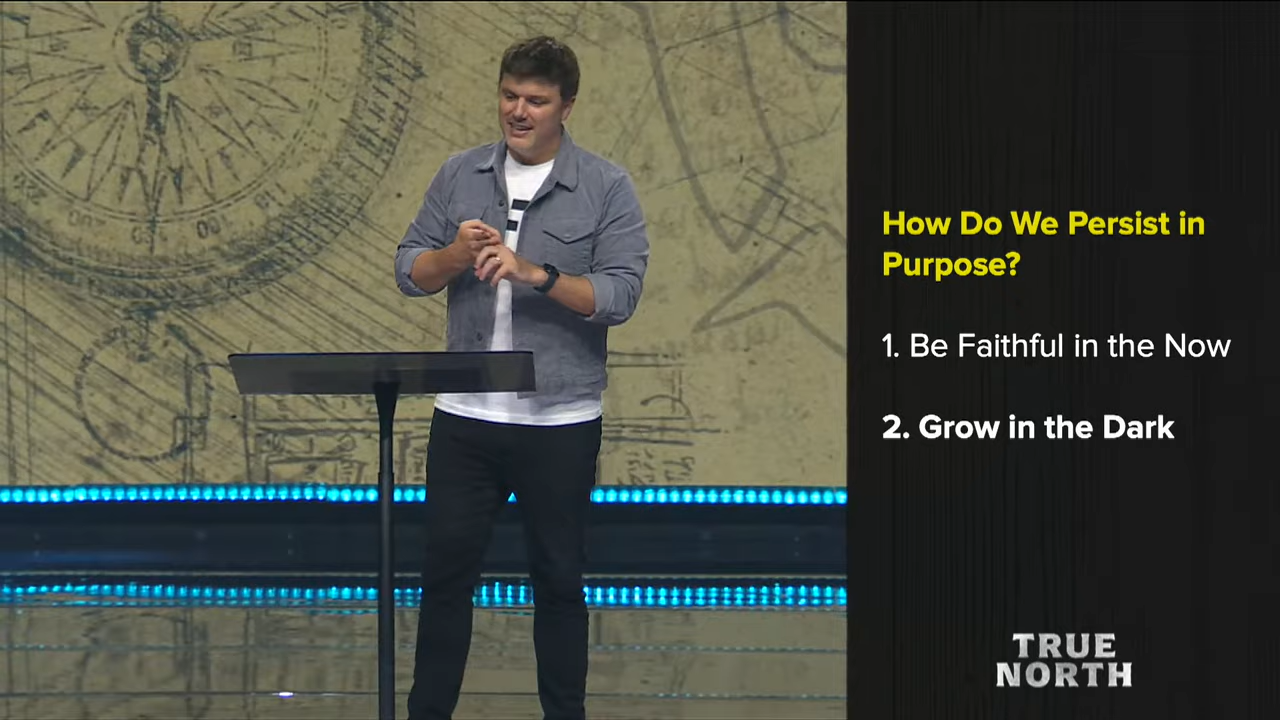 How Do We Persist in
Purpose?
1. Be Faithful in the Now
2. Grow in the Dark
TRUE
NORTH